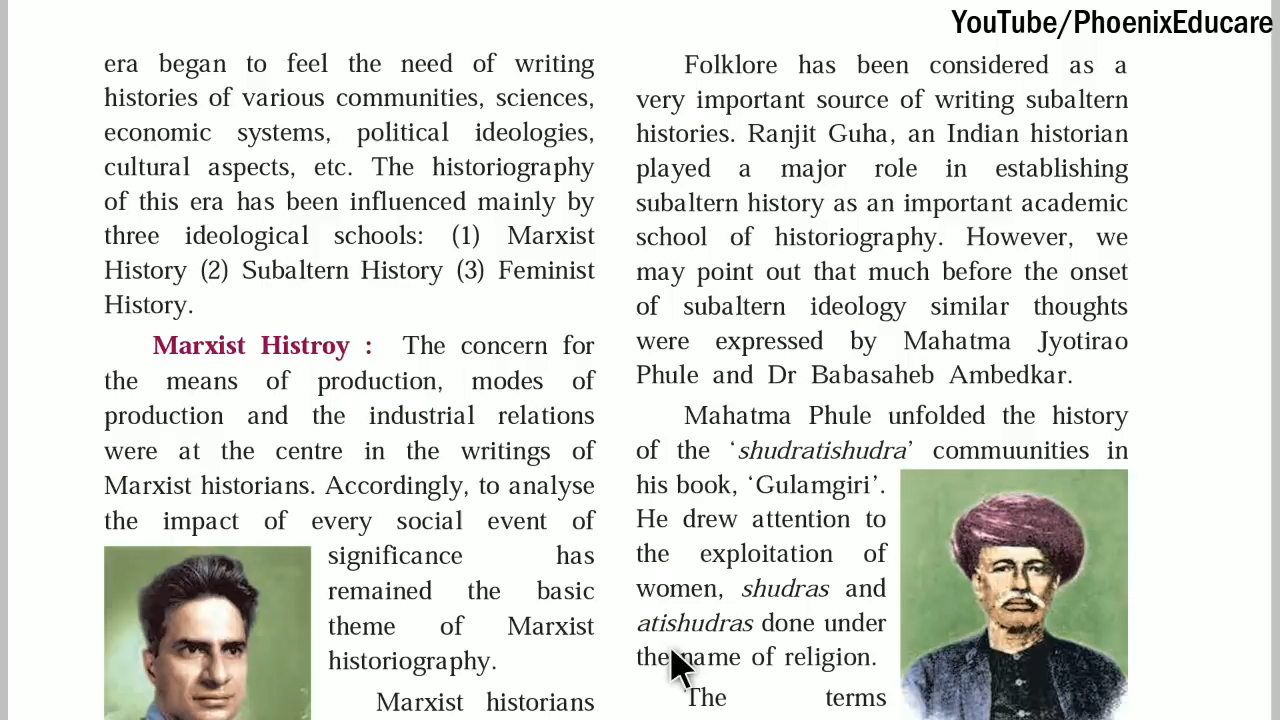 YouTube/PhoenixEducare
era began to feel the need of writing
histories of various communities, sciences,
economic systems, political ideologies,
cultural aspects, etc. The historiography
of this era has been influenced mainly by
three ideological schools: (1) Marxist
History (2) Subaltern History (3) Feminist
History.
Marxist Histroy : The concern for
the means of production, modes of
production and the industrial relations
were at the centre in the writings of
Marxist historians. Accordingly, to analyse
the impact of every social event of
significance has
remained the basic
theme of Marxist
historiography.
Marxist historians
Folklore has been considered as a
very important source of writing subaltern
histories. Ranjit Guha, an Indian historian
played a major role in establishing
subaltern history as an important academic
school of historiography. However, we
may point out that much before the onset
of subaltern ideology similar thoughts
were expressed by Mahatma Jyotirao
Phule and Dr Babasaheb Ambedkar.
Mahatma Phule unfolded the history
of the ‘shudratishudra’ commuunities in
his book, ‘Gulamgiri’.
He drew attention to
the exploitation of
women, shudras and
atishudras done under
the name of religion.
The terms